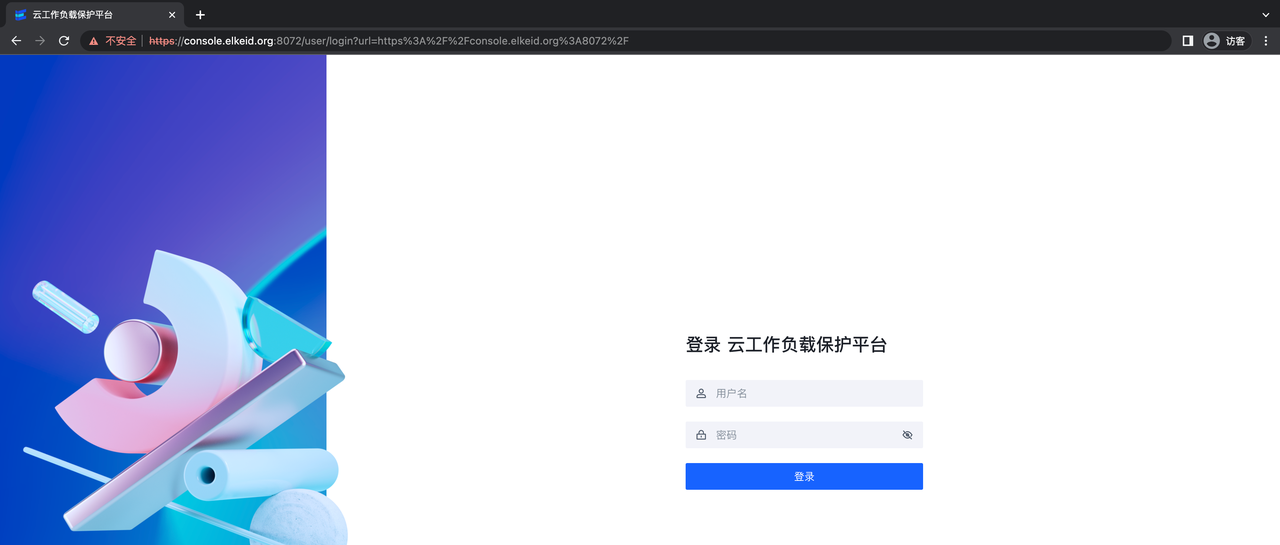 云工作负载保护平台
不安全 https://console.elkeid.org:8072/user/login?url=https%3A%2F%2Fconsole.elkeid.org%3A8072%2F
访客
登录 云工作负载保护平台
用户名
密码
登录